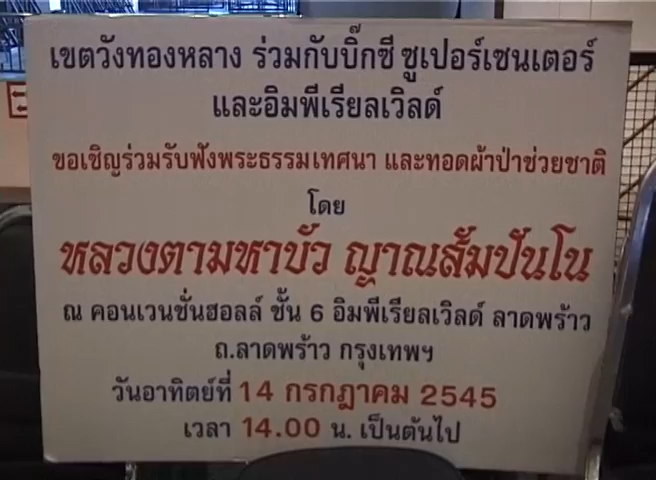 เขตวังทองหลาง ร่วมกับบิ๊กซี ซูเปอร์เซนเตอร์
และอิมพีเรียลเวิลด์
ขอเชิญร่วมรับฟังพระธรรมเทศนา และทอดผ้าป่าช่วยชาติ
โดย
หลวงตามหาบัว ญาณสัมปันโน
ณ คอนเวนชั่นฮอลล์ ชั้น 6 อิมพีเรียลเวิลด์ ลาดพร้าว
ถ.ลาดพร้าว กรุงเทพฯ
วันอาทิตย์ที่ 14 กรกฎาคม 2545
เวลา 14.00 น. เป็นต้นไป